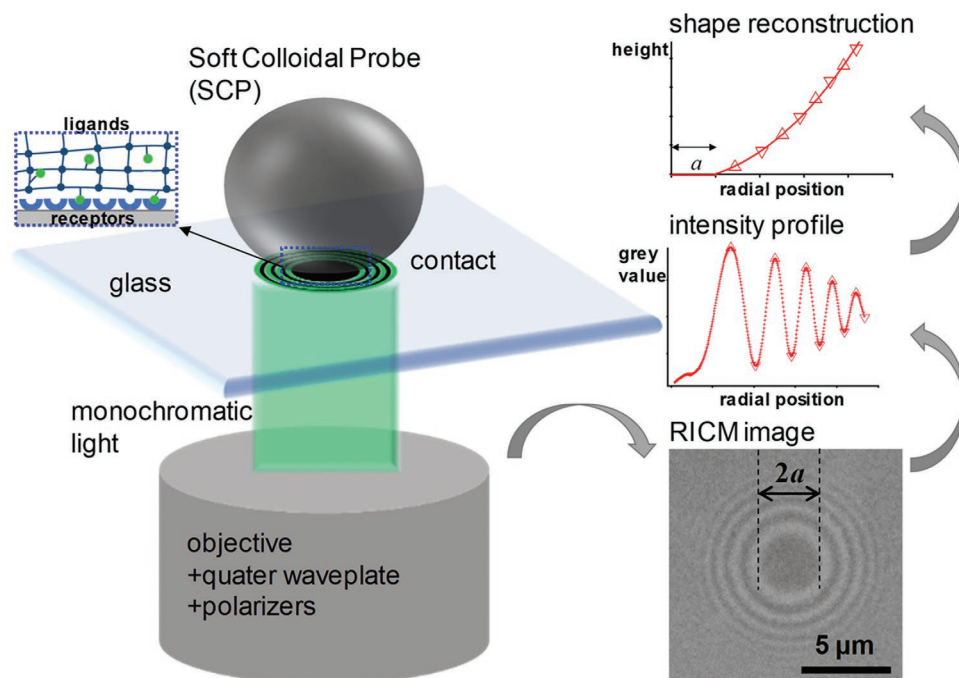 Soft Colloidal Probe
(SCP)
ligands
receptors
glass
contact
monochromatic
light
objective
+quater waveplate
+polarizers
shape reconstruction
height
a
radial position
intensity profile
grey
value
radial position
RICM image
2a
5 µm